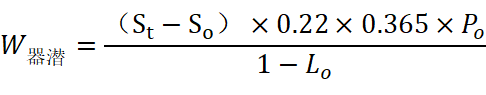 W器潜 = （St − So） × 0.22 × 0.365 × Po / 1 − Lo